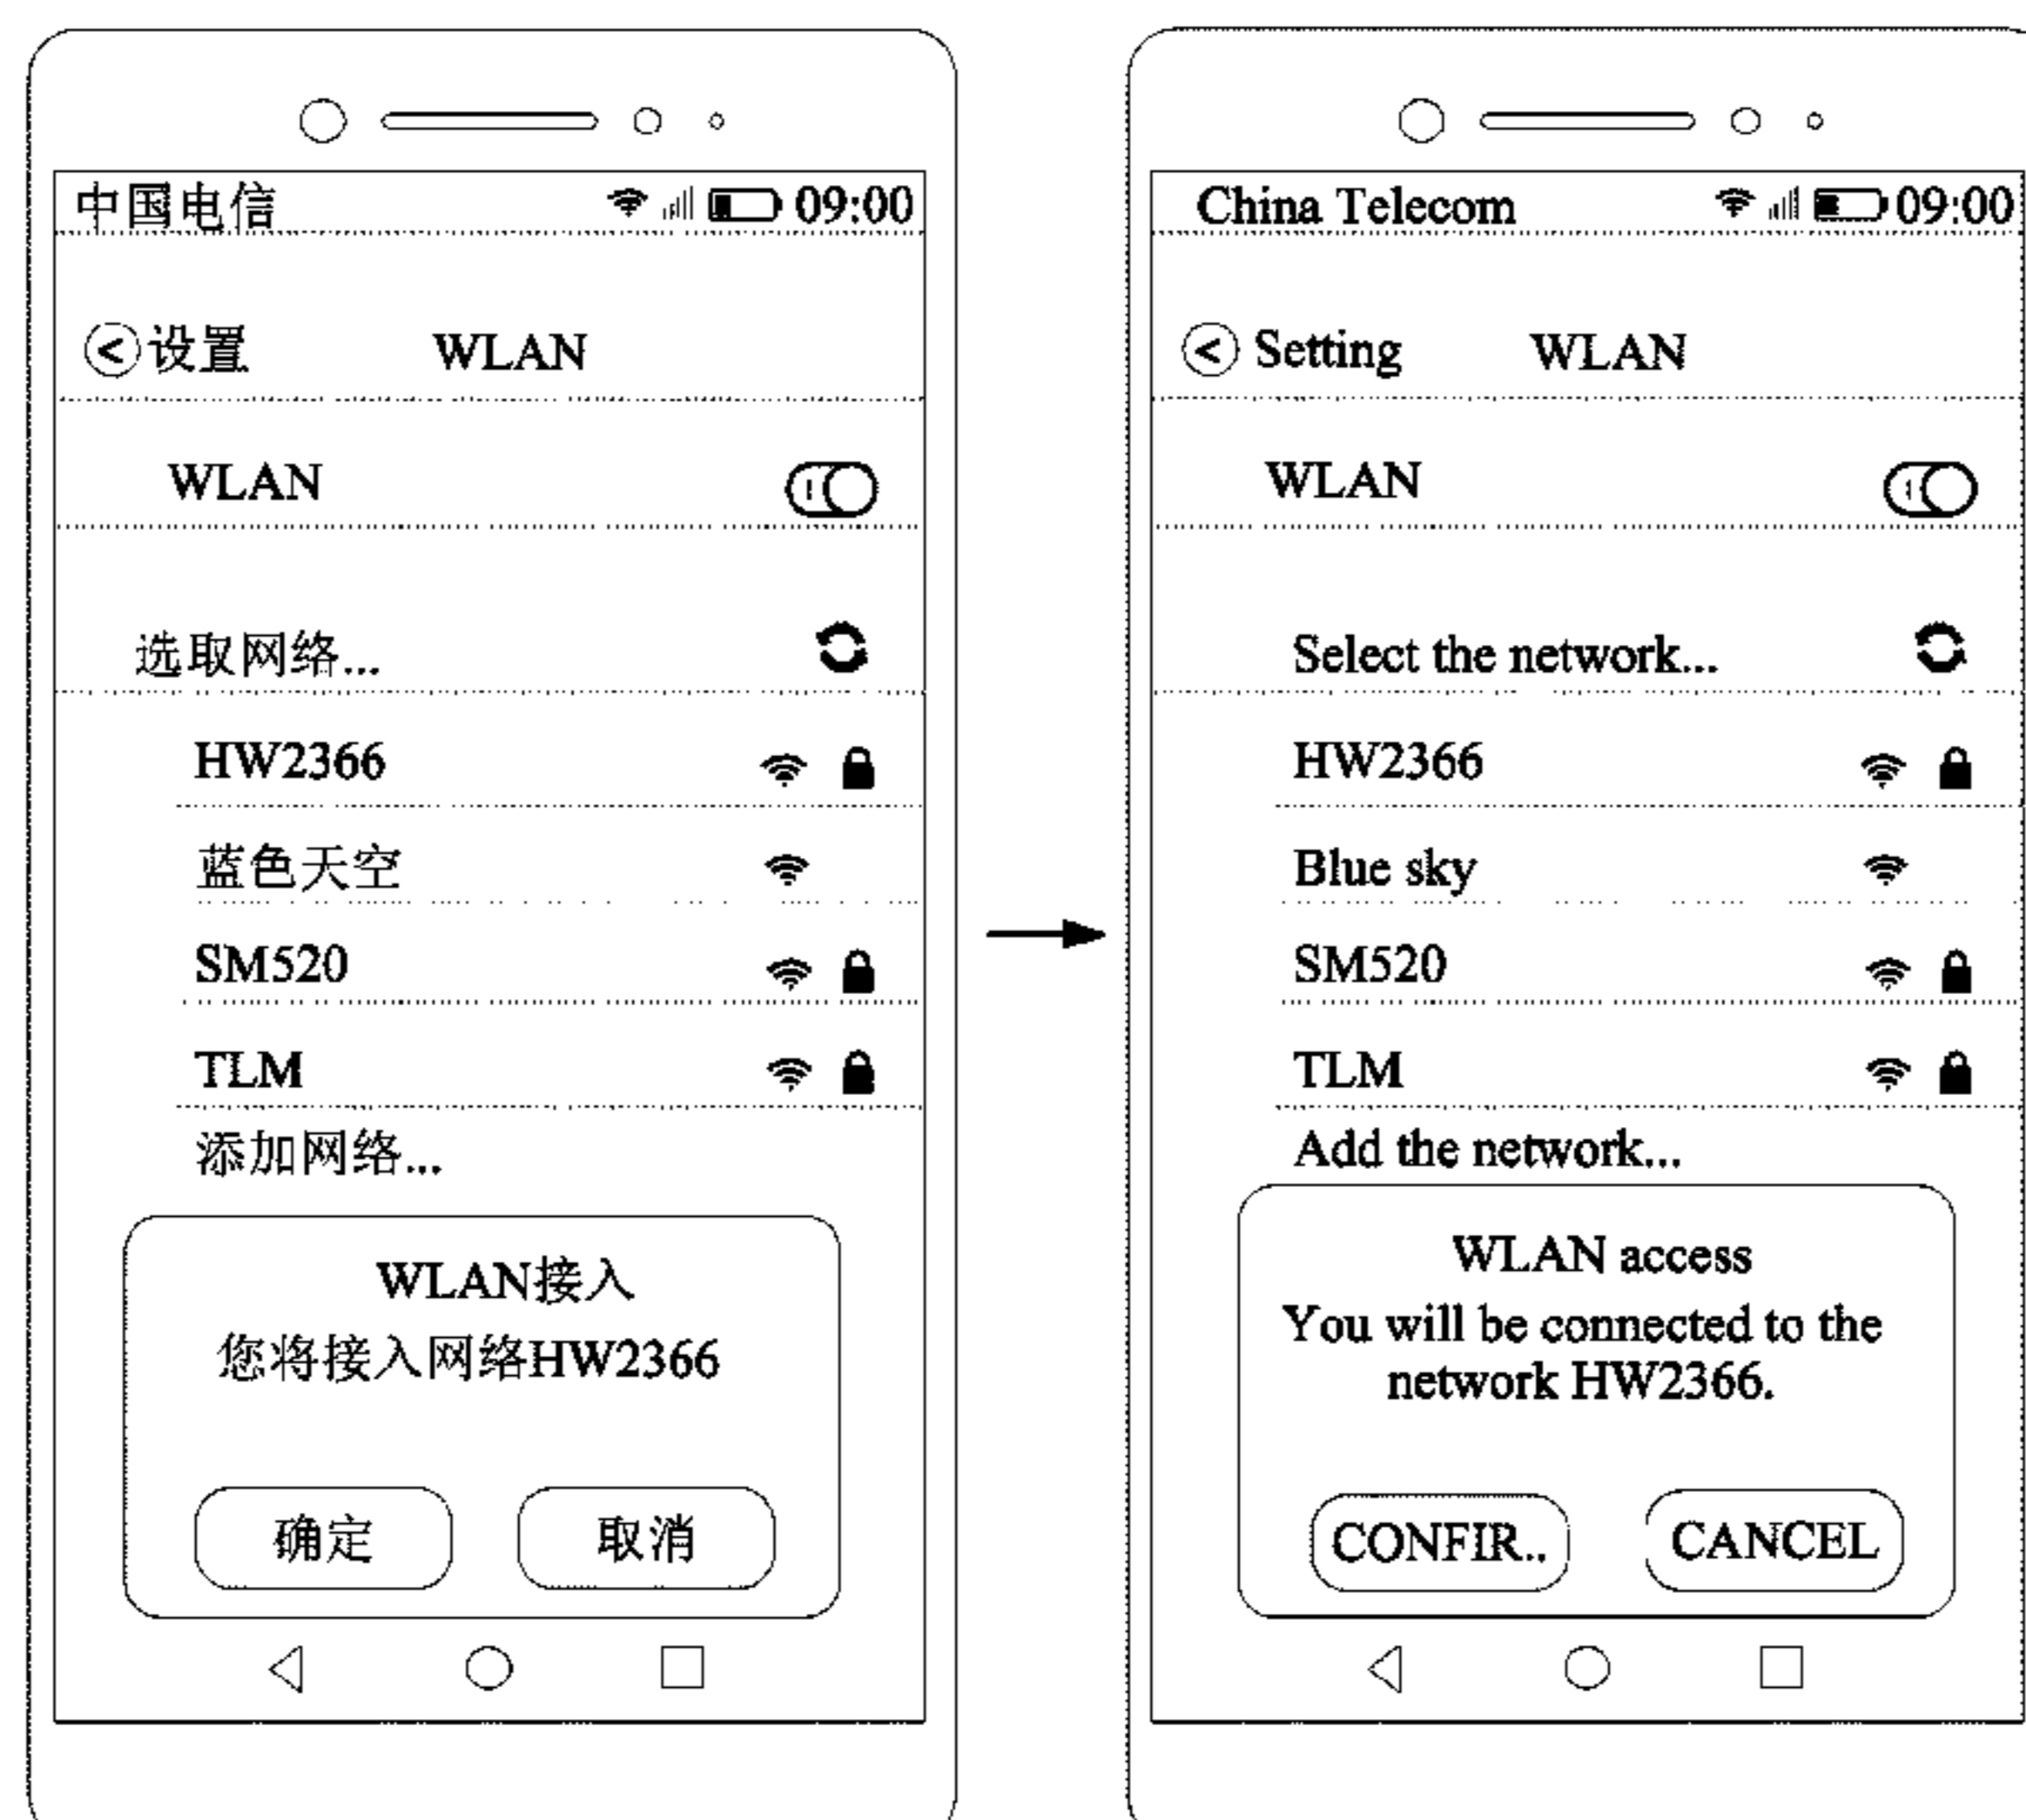 中国电信 09:00
<设置 WLAN
WLAN
选取网络...
HW2366
蓝色天空
SM520
TLM
添加网络...
WLAN接入
您将接入网络HW2366
确定 取消
China Telecom 09:00
< Setting WLAN
WLAN
Select the network...
HW2366
Blue sky
SM520
TLM
Add the network...
WLAN access
You will be connected to the
network HW2366.
CONFIR.. CANCEL